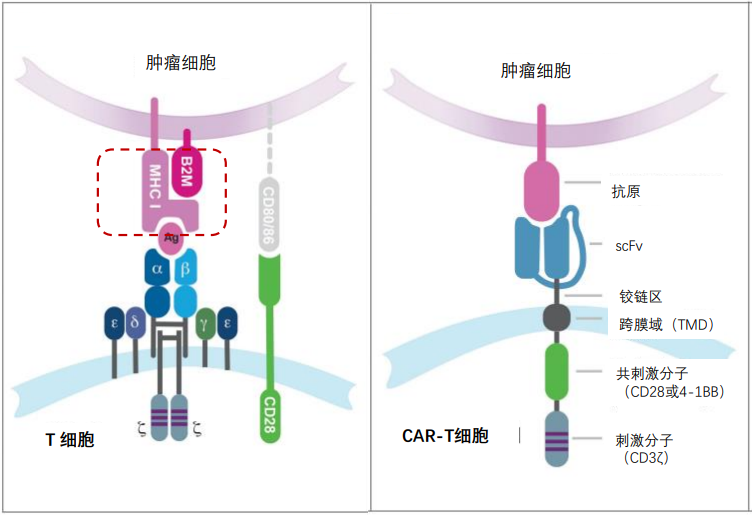 肿瘤细胞
MHC I
B2M
CD80/86
Ag
α
β
ε
δ
γ
ε
CD28
ζ
ζ
T 细胞
肿瘤细胞
抗原
scFv
铰链区
跨膜域（TMD）
共刺激分子
（CD28或4-1BB）
CAR-T细胞
刺激分子
（CD3ζ）